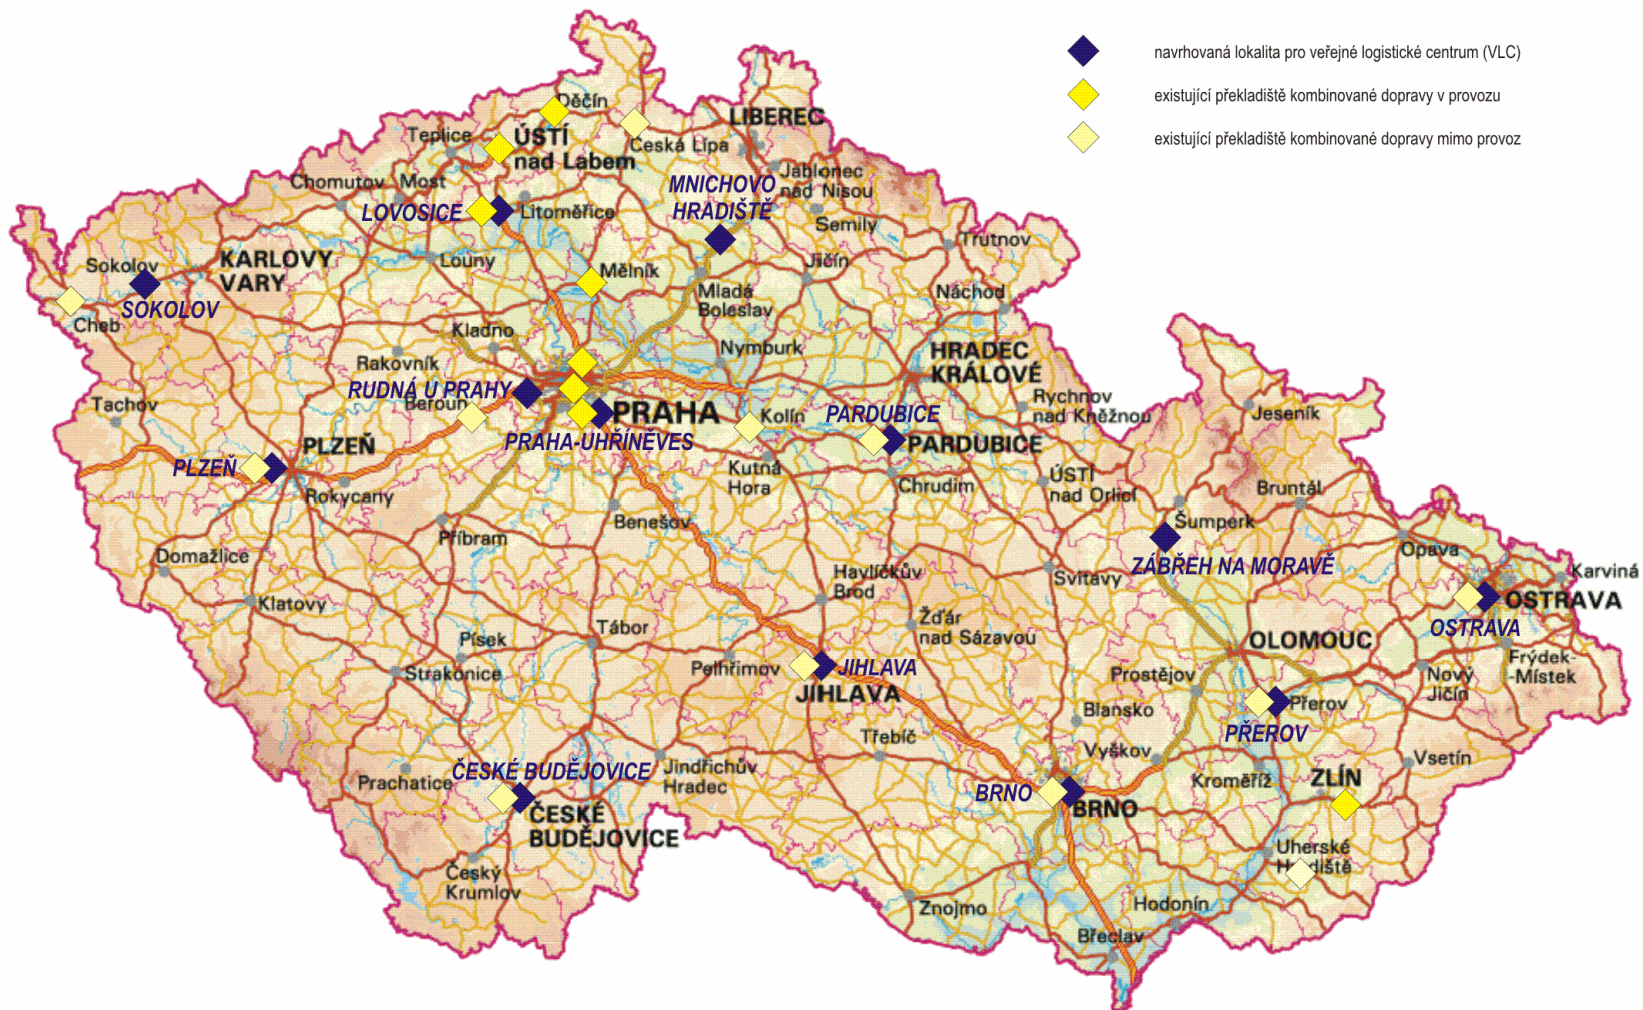 navrhovaná lokalita pro veřejné logistické centrum (VLC)
existující překladiště kombinované dopravy v provozu
existující překladiště kombinované dopravy mimo provoz
Děčín
LIBEREC
Teplice
ÚSTÍ
nad Labem
Česká Lípa
Jablonec
nad Nisou
Chomutov
Most
MNICHOVO
HRADIŠTĚ
LOVOSICE
Litoměřice
Semily
Trutnov
Sokolov
KARLOVY
VARY
Louny
Mělník
Jičín
SOKOLOV
Cheb
Mladá
Boleslav
Náchod
Kladno
Rakovník
Nymburk
HRADEC
KRÁLOVÉ
RUDNÁ U PRAHY
Beroun
Tachov
PRAHA
Kolín
PARDUBICE
Rychnov
nad Kněžnou
Jeseník
PLZEŇ
PRAHA-UHŘÍNĚVES
PARDUBICE
PLZEŇ
Rokycany
Kutná
Hora
Chrudim
ÚSTÍ
nad Orlicí
Bruntál
Benešov
Šumperk
Příbram
Opava
Domažlice
ZÁBŘEH NA MORAVĚ
Havlíčkův
Brod
Svitavy
Karviná
Klatovy
OSTRAVA
OSTRAVA
Žďár
nad Sázavou
Písek
Tábor
OLOMOUC
Strakonice
Pelhřimov
JIHLAVA
JIHLAVA
Prostějov
Nový
Jičín
Frýdek-
-Místek
Přerov
PŘEROV
Blansko
Třebíč
Vyškov
Vsetín
Prachatice
ČESKÉ BUDĚJOVICE
Jindřichův
Hradec
Kroměříž
ZLÍN
BRNO
BRNO
ČESKÉ
BUDĚJOVICE
Uherské
Hradiště
Český
Krumlov
Znojmo
Hodonín
Břeclav